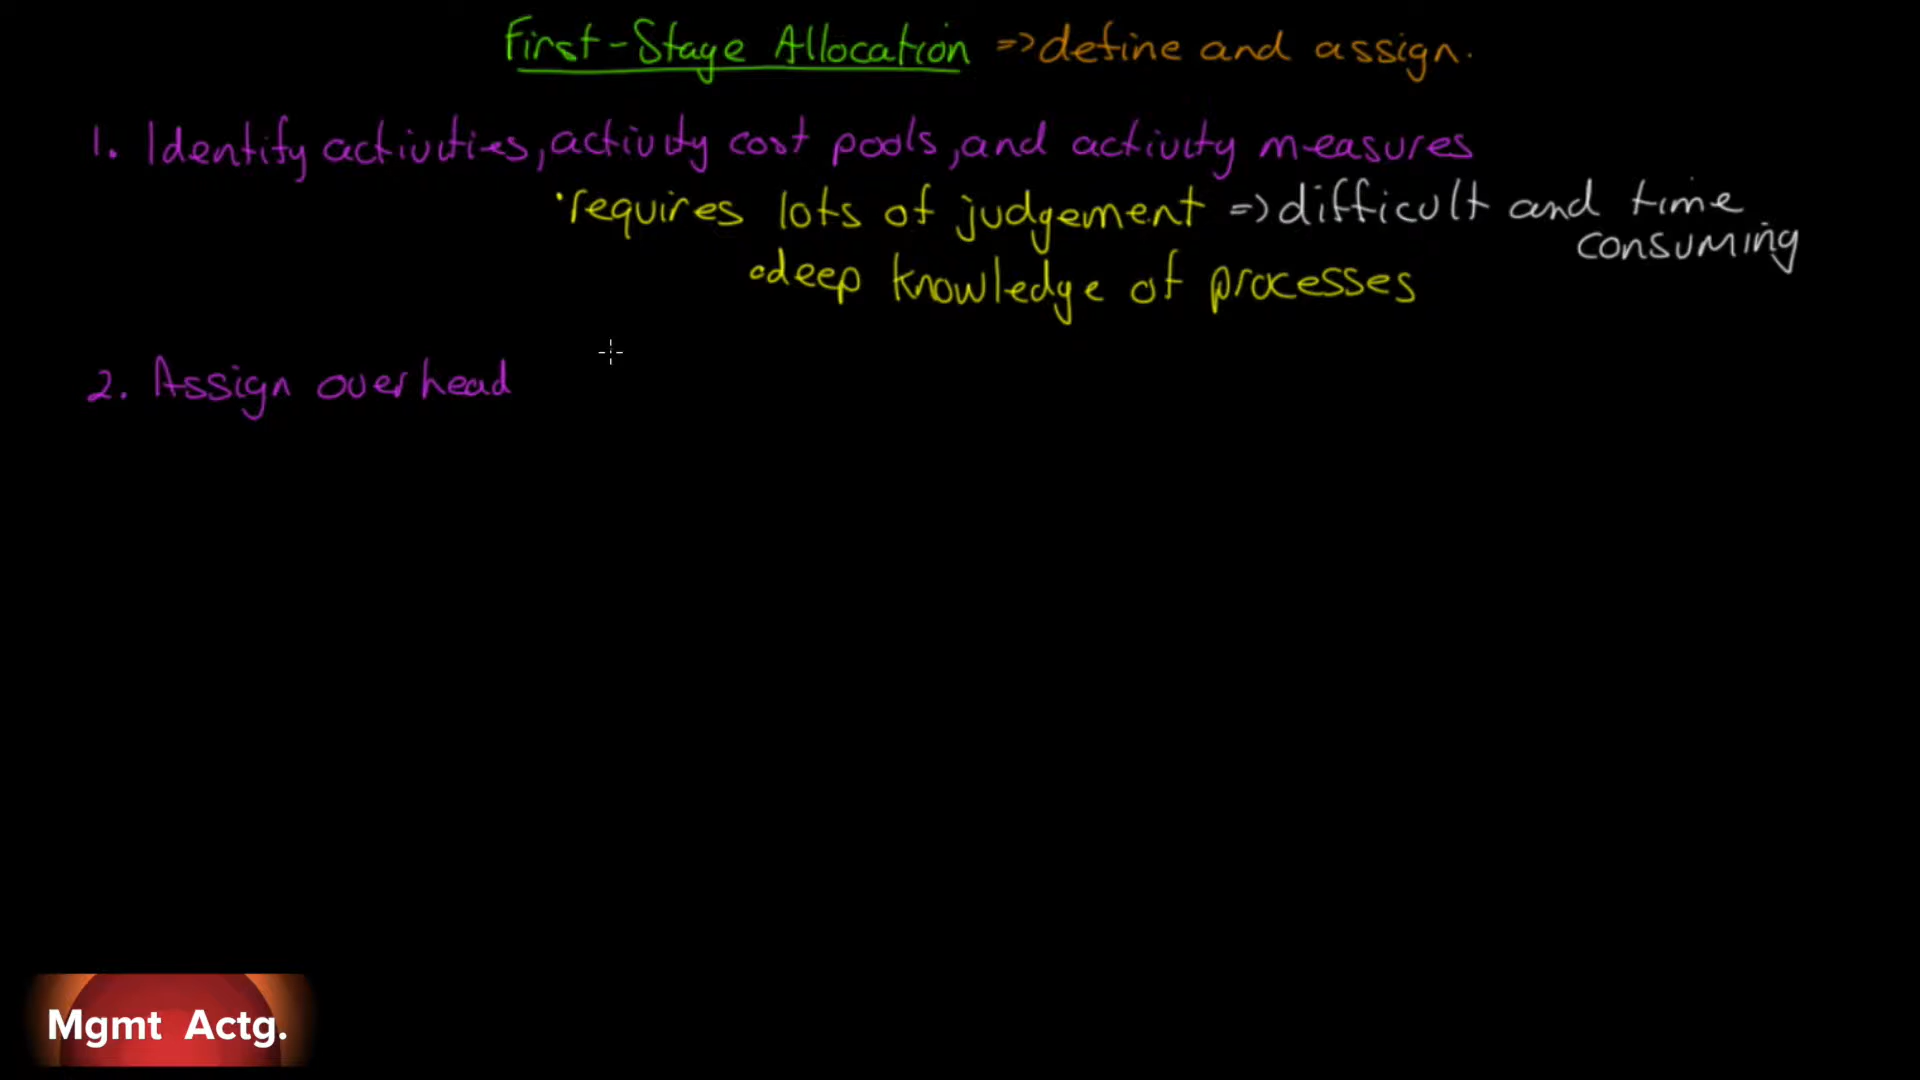 First-Stage Allocation => define and assign.
1. Identify activities, activity cost pools, and activity measures
• requires lots of judgement => difficult and time
consuming
• deep knowledge of processes
2. Assign overhead
Mgmt Actg.